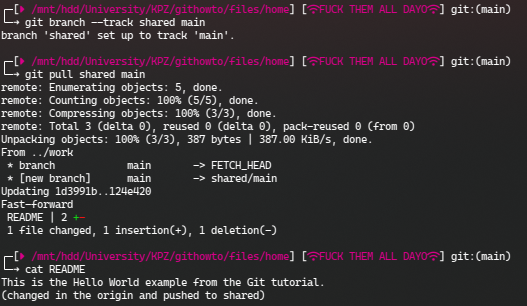 [ /mnt/hdd/University/KPZ/githowto/files/home] [FUCK THEM ALL DAYO] git:(main)
git branch --track shared main
branch 'shared' set up to track 'main'.
[ /mnt/hdd/University/KPZ/githowto/files/home] [FUCK THEM ALL DAYO] git:(main)
git pull shared main
remote: Enumerating objects: 5, done.
remote: Counting objects: 100% (5/5), done.
remote: Compressing objects: 100% (3/3), done.
remote: Total 3 (delta 0), reused 0 (delta 0), pack-reused 0 (from 0)
Unpacking objects: 100% (3/3), 387 bytes | 387.00 KiB/s, done.
From ../work
 * branch            main       -> FETCH_HEAD
 * [new branch]      main       -> shared/main
Updating 1d3991b..124e420
Fast-forward
 README | 2 +-
 1 file changed, 1 insertion(+), 1 deletion(-)
[ /mnt/hdd/University/KPZ/githowto/files/home] [FUCK THEM ALL DAYO] git:(main)
cat README
This is the Hello World example from the Git tutorial.
(changed in the origin and pushed to shared)